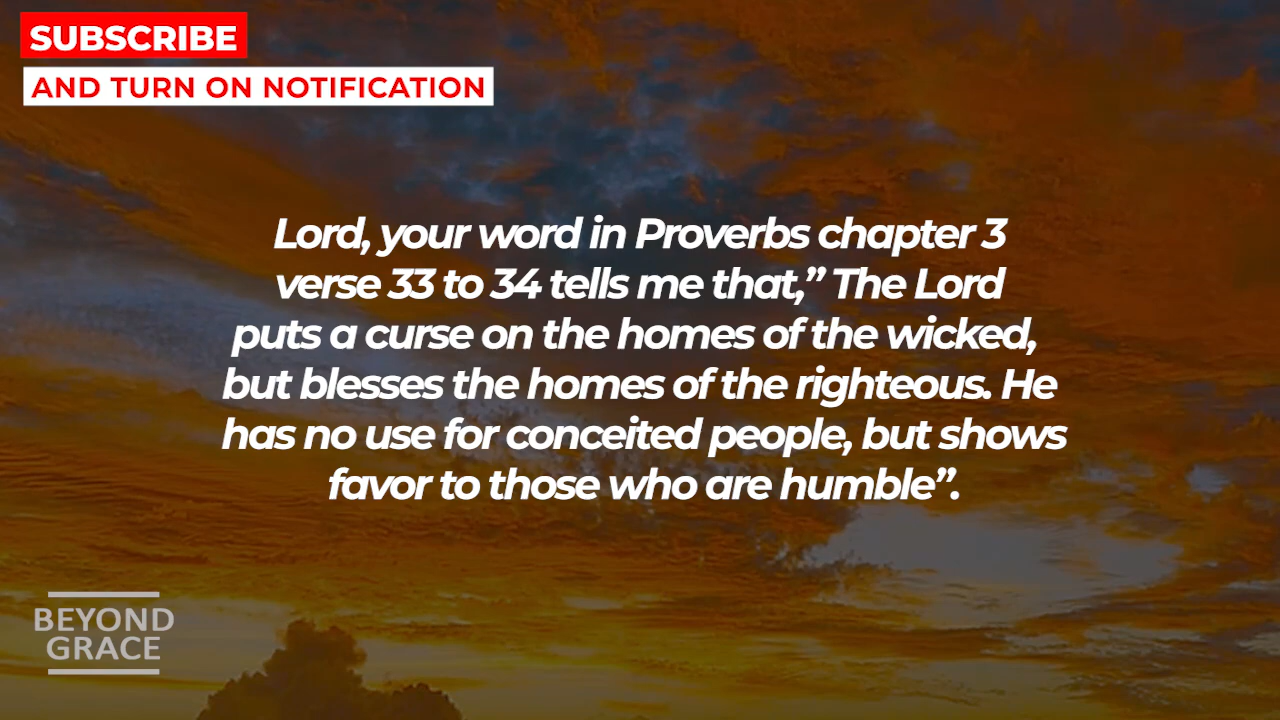 SUBSCRIBE
AND TURN ON NOTIFICATION
Lord, your word in Proverbs chapter 3
verse 33 to 34 tells me that,” The Lord
puts a curse on the homes of the wicked,
but blesses the homes of the righteous. He
has no use for conceited people, but shows
favor to those who are humble”.
BEYOND
GRACE